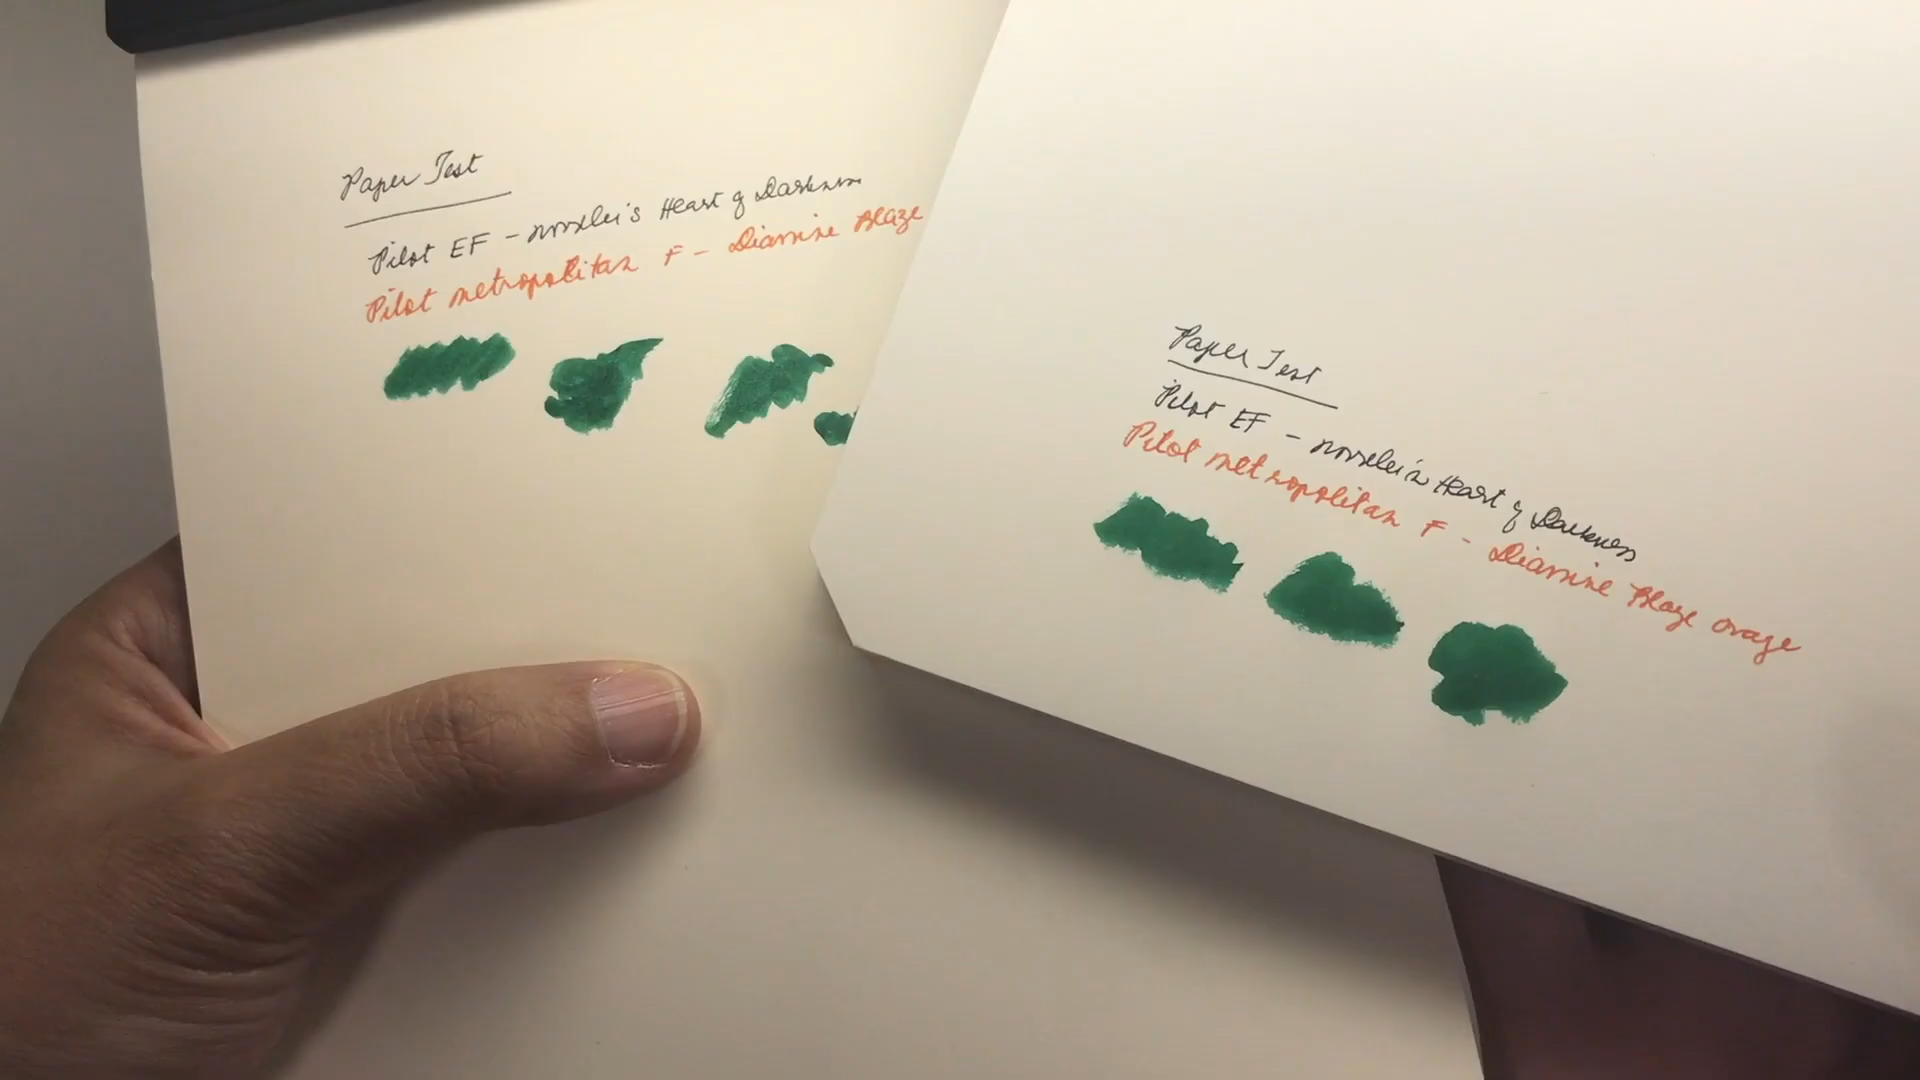 Paper Test
Pilot EF - noodler's Heart of Darkness
Pilot metropolitan F - Diamine Blaze
Paper Test
Pilot EF - noodler's Heart of Darkness
Pilot metropolitan F - Diamine Blaze orage